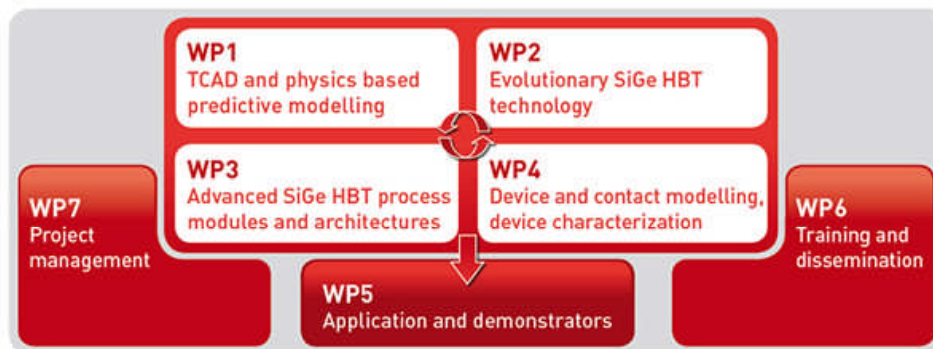 WP1
TCAD and physics based
predictive modelling
WP2
Evolutionary SiGe HBT
technology
WP3
Advanced SiGe HBT process
modules and architectures
WP4
Device and contact modelling,
device characterization
WP7
Project
management
WP6
Training and
dissemination
WP5
Application and demonstrators